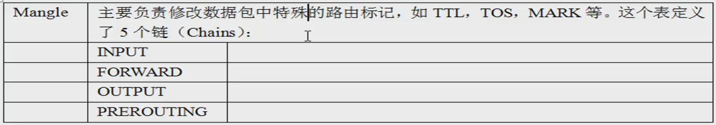 Mangle 主要负责修改数据包中特殊的路由标记，如 TTL，TOS，MARK 等。这个表定义
了 5 个链（Chains）：
INPUT
FORWARD
OUTPUT
PREROUTING